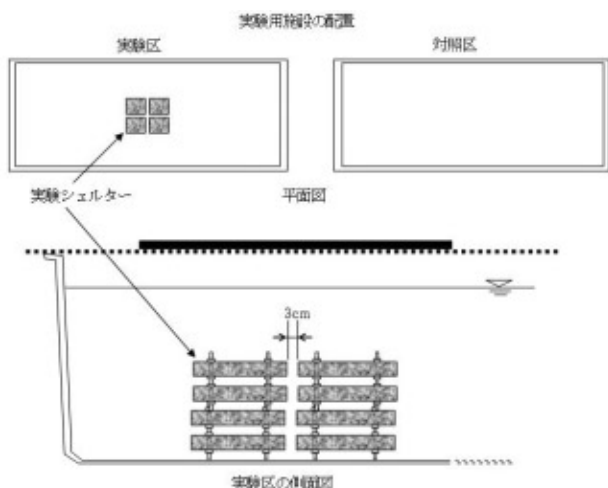 実験用施設の配置
実験区
対照区
実験シェルター
平面図
3cm
実験区の側面図